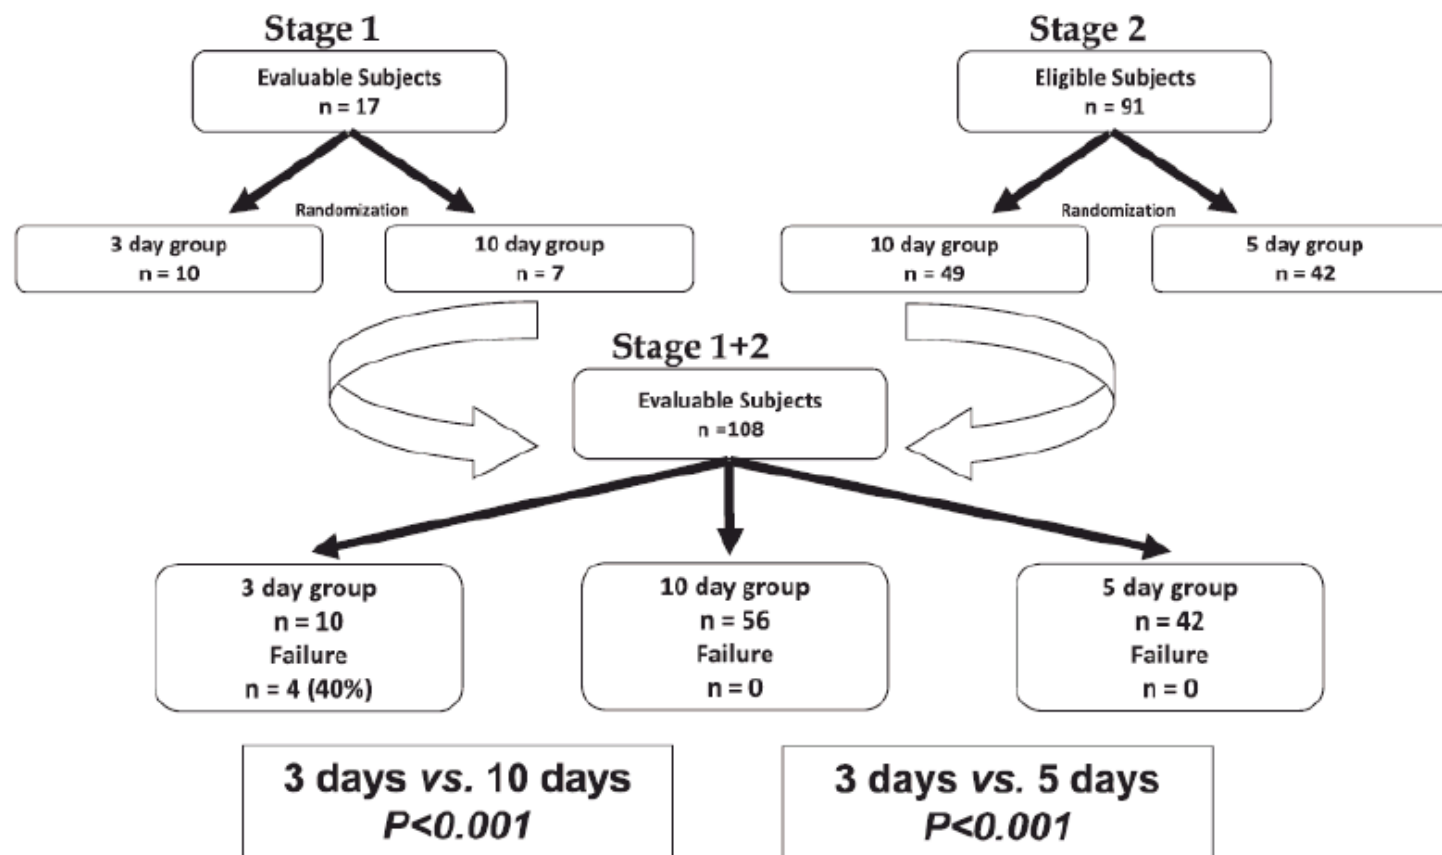 Stage 1
Evaluable Subjects
n = 17
Randomization
3 day group
n = 10
10 day group
n = 7
Stage 2
Eligible Subjects
n = 91
Randomization
10 day group
n = 49
5 day group
n = 42
Stage 1+2
Evaluable Subjects
n =108
3 day group
n = 10
Failure
n = 4 (40%)
10 day group
n = 56
Failure
n = 0
5 day group
n = 42
Failure
n = 0
3 days vs. 10 days
P<0.001
3 days vs. 5 days
P<0.001